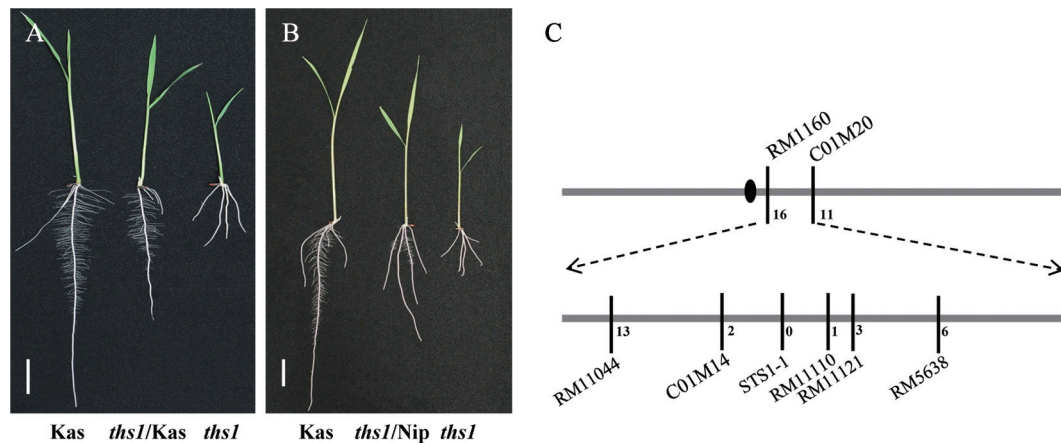 A
B
C
Kas ths1/Kas ths1
Kas ths1/Nip ths1
RM1160 C01M20
16 11
13 2 0 1 3 6
RM11044 C01M14 STS1-1 RM11110 RM11121 RM5638